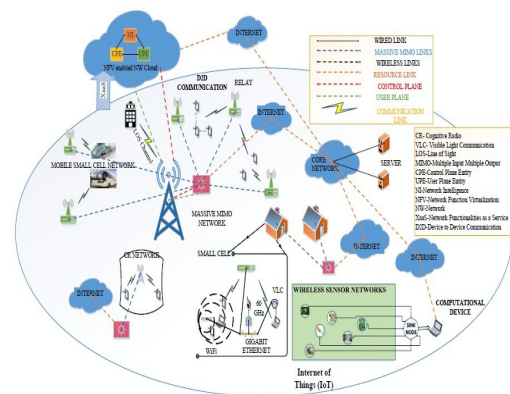 NI
CPE
UPE
NFV enabled NW Cloud
XaaS
INTERNET
D2D
COMMUNICATION
RELAY
WIRED LINK
MASSIVE MIMO LINKS
WIRELESS LINKS
RESOURCE LINK
CONTROL PLANE
USER PLANE
COMMUNICATION
LINK
INTERNET
LOS Channel
MOBILE SMALL CELL NETWORK
CORE
NETWORK
SERVER
CR- Cognitive Radio
VLC- Visible Light Communication
LOS-Line of Sight
MIMO-Multiple Input Multiple Output
CPE-Control Plane Entity
UPE-User Plane Entity
NI-Network Intelligence
NFV-Network Function Virtualization
NW-Network
XaaS-Network Functionalities as a Service
D2D-Device to Device Communication
MASSIVE MIMO
NETWORK
INTERNET
INTERNET
SMALL CELL
CR NETWORK
INTERNET
60
GHz
VLC
WiFi
GIGABIT
ETHERNET
WIRELESS SENSOR NETWORKS
SINK
NODE
COMPUTATIONAL
DEVICE
Internet of
Things (IoT)